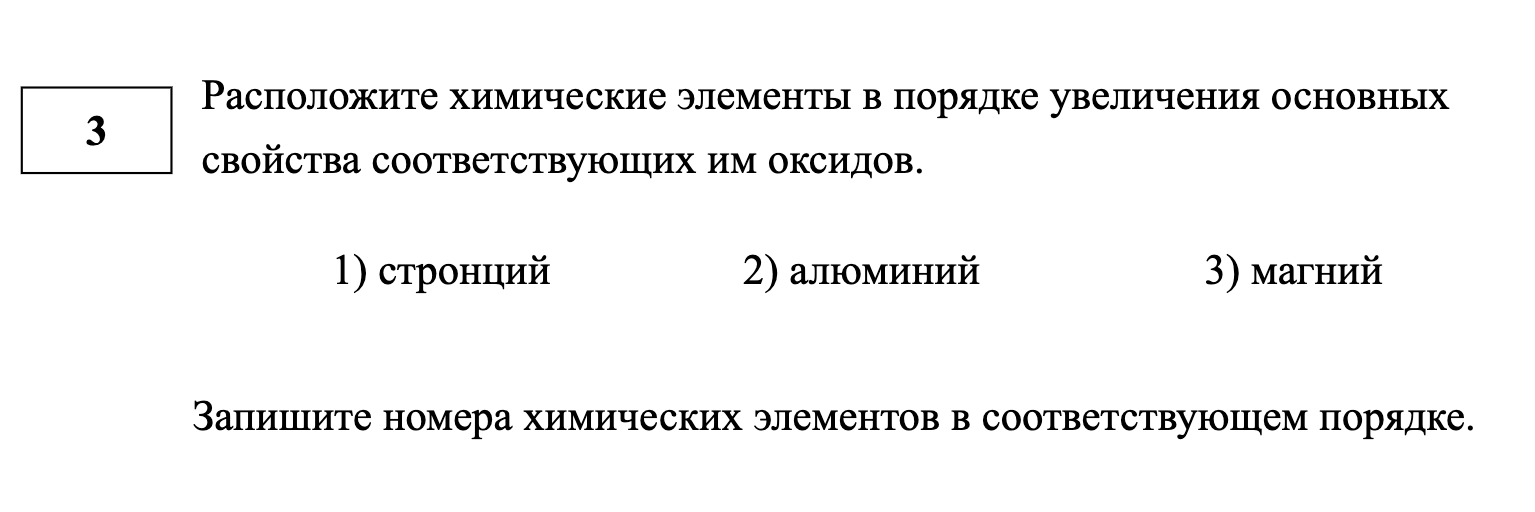 3
Расположите химические элементы в порядке увеличения основных
свойства соответствующих им оксидов.
1) стронций 2) алюминий 3) магний
Запишите номера химических элементов в соответствующем порядке.